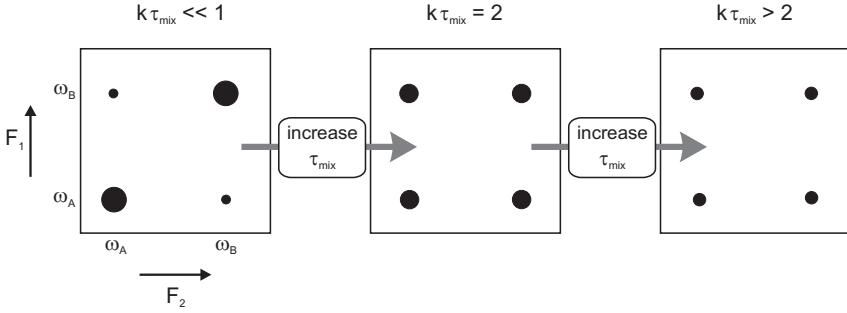 k τmix << 1
k τmix = 2
k τmix > 2
ωB
F1
ωA
ωA
ωB
F2
increase
τmix
increase
τmix